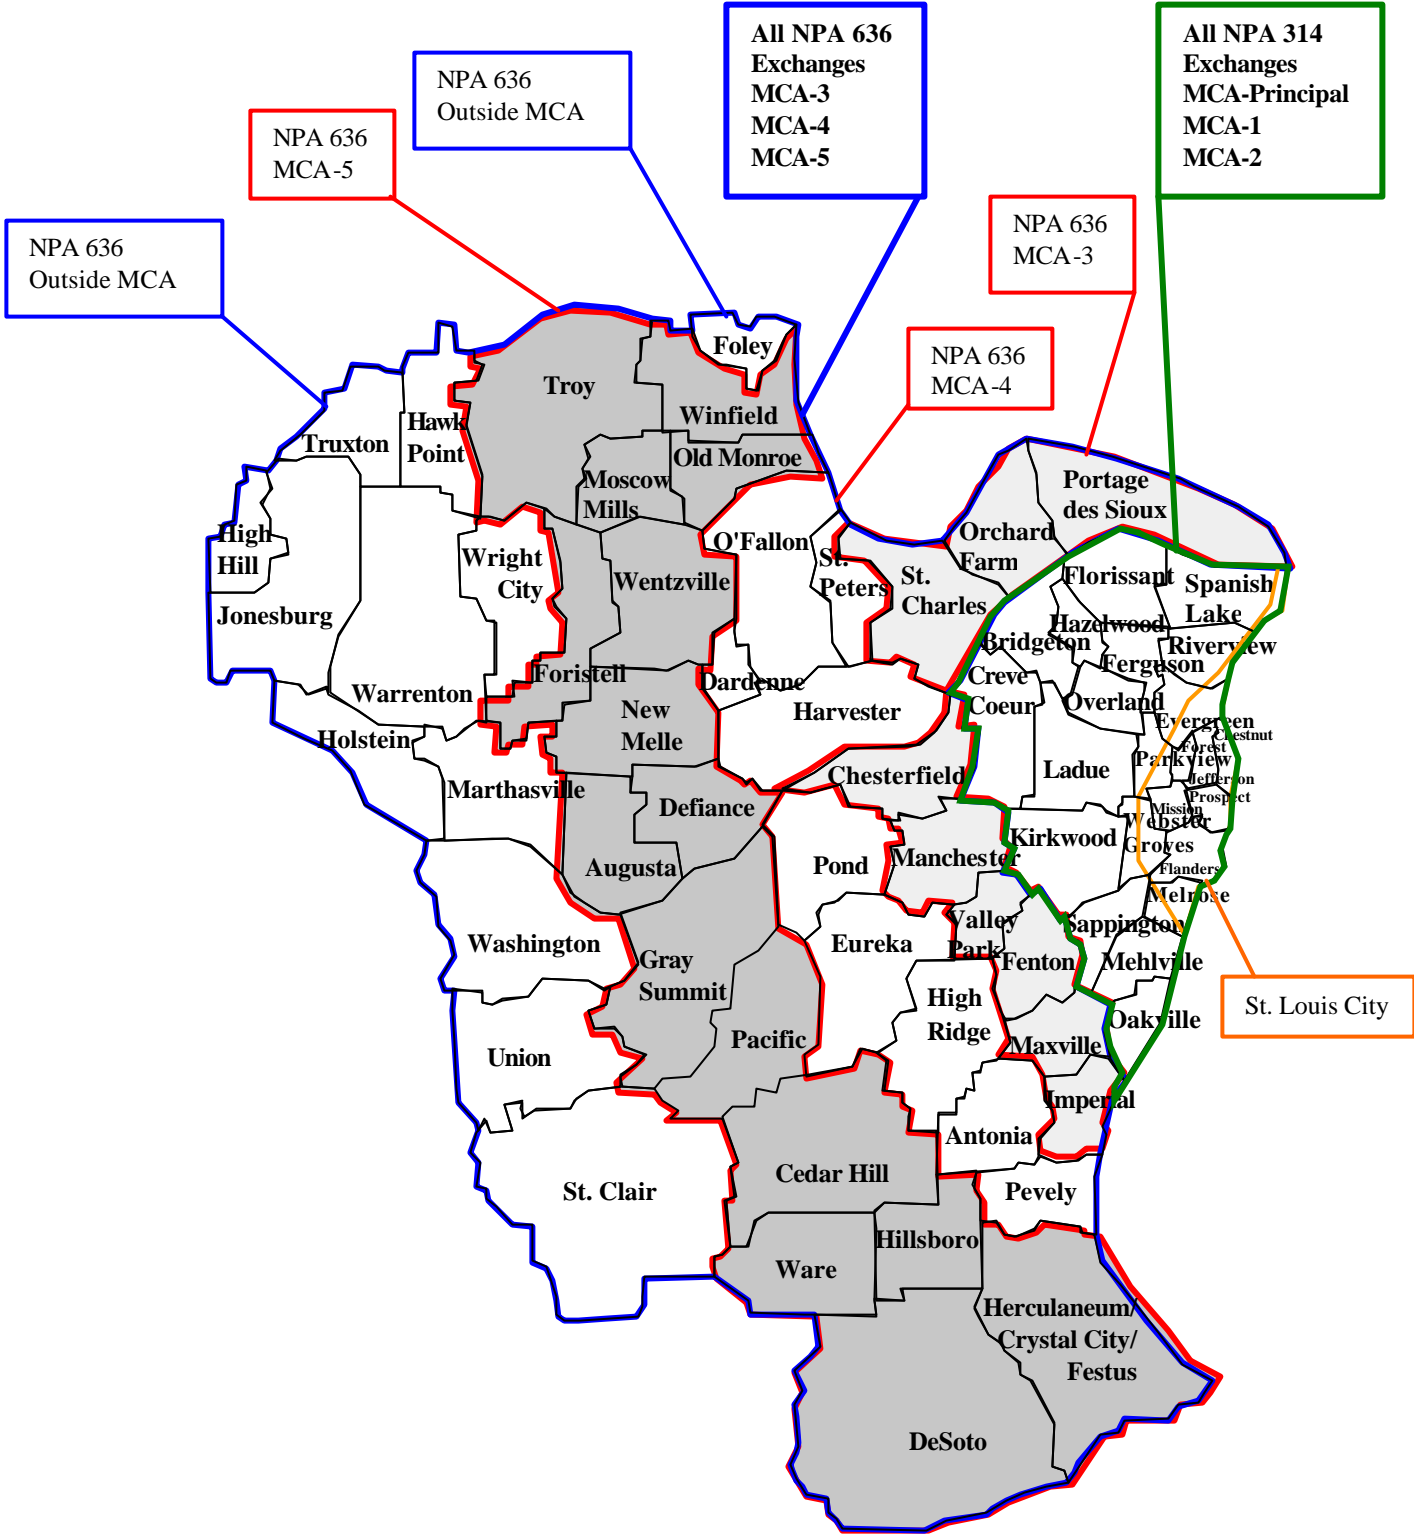 All NPA 636
Exchanges
MCA-3
MCA-4
MCA-5
All NPA 314
Exchanges
MCA-Principal
MCA-1
MCA-2
NPA 636
Outside MCA
NPA 636
MCA-5
NPA 636
MCA-3
NPA 636
Outside MCA
NPA 636
MCA-4
Foley
Troy
Winfield
Hawk
Point
Truxton
Old Monroe
Moscow
Mills
Portage
des Sioux
High
Hill
Wright
City
O'Fallon
Orchard
Farm
St.
Peters
St.
Charles
Wentzville
Florissant
Spanish
Lake
Jonesburg
Hazelwood
Bridgeton
Riverview
Ferguson
Foristell
Dardenne
Creve
Coeur
Warrenton
Overland
New
Melle
Harvester
Evergreen
Chestnut
Holstein
Forest
Parkview
Ladue
Jefferson
Chesterfield
Marthasville
Defiance
Prospect
Mission
Webster
Groves
Kirkwood
Pond
Manchester
Augusta
Flanders
Melrose
Valley
Park
Sappington
Washington
Eureka
Fenton
Mehlville
Gray
Summit
High
Ridge
St. Louis City
Oakville
Pacific
Maxville
Union
Imperial
Antonia
Cedar Hill
St. Clair
Pevely
Hillsboro
Ware
Herculaneum/
Crystal City/
Festus
DeSoto